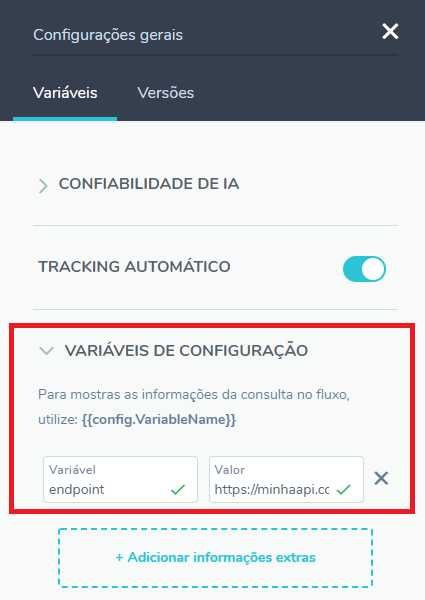 Configurações gerais
Variáveis Versões
CONFIABILIDADE DE IA
TRACKING AUTOMÁTICO
VARIÁVEIS DE CONFIGURAÇÃO
Para mostras as informações da consulta no fluxo,
utilize: {{config.VariableName}}
Variável Valor
endpoint https://minhaapi.cc
+ Adicionar informações extras